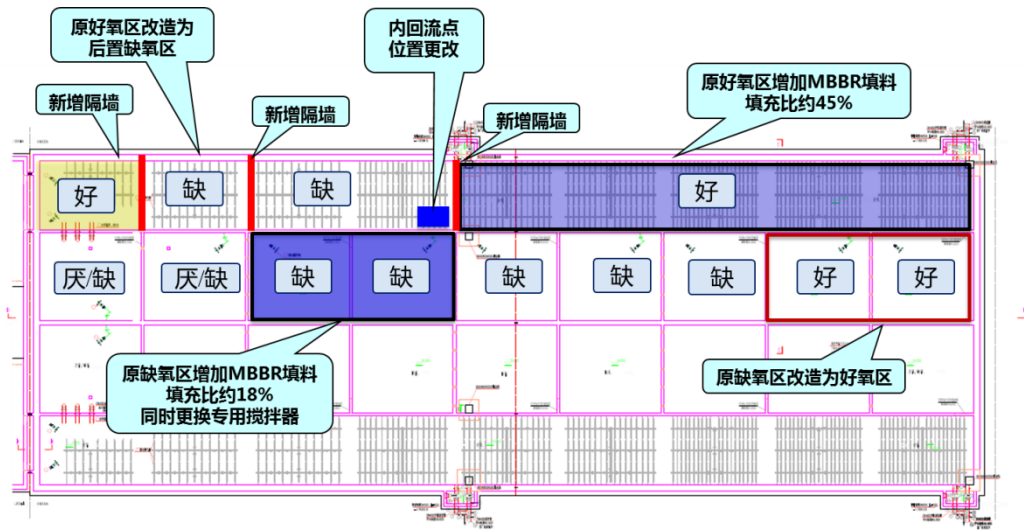 原好氧区改造为
后置缺氧区
内回流点
位置更改
原好氧区增加MBBR填料
填充比约45%
新增隔墙
新增隔墙
新增隔墙
好
缺
缺
好
厌/缺
厌/缺
缺
缺
缺
缺
缺
好
好
原缺氧区增加MBBR填料
填充比约18%
同时更换专用搅拌器
原缺氧区改造为好氧区